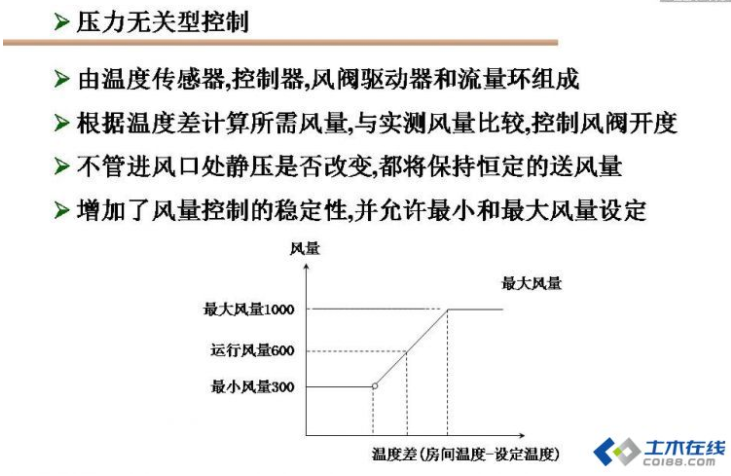 压力无关型控制
由温度传感器,控制器,风阀驱动器和流量环组成
根据温度差计算所需风量,与实测风量比较,控制风阀开度
不管进风口处静压是否改变,都将保持恒定的送风量
增加了风量控制的稳定性,并允许最小和最大风量设定
风量
最大风量
最大风量1000
运行风量600
最小风量300
温度差(房间温度-设定温度)
土木在线
COI88.COM